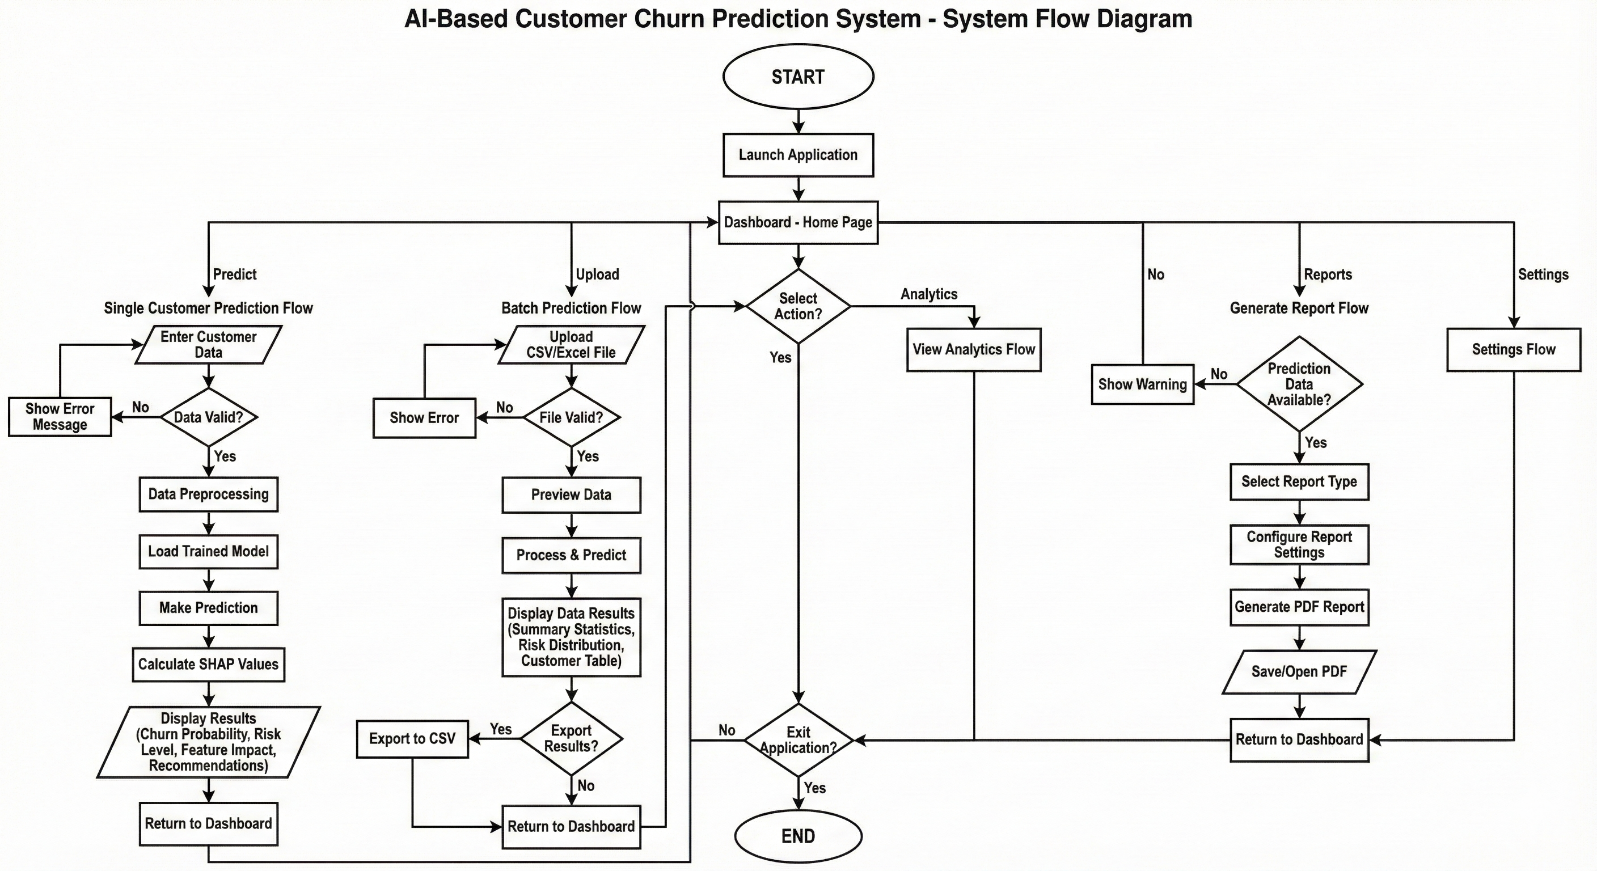 AI-Based Customer Churn Prediction System - System Flow Diagram
START
Launch Application
Dashboard - Home Page
Predict
Single Customer Prediction Flow
Enter Customer
Data
Show Error
Message
No
Data Valid?
Yes
Data Preprocessing
Load Trained Model
Make Prediction
Calculate SHAP Values
Display Results
(Churn Probability, Risk
Level, Feature Impact,
Recommendations)
Return to Dashboard
Upload
Batch Prediction Flow
Upload
CSV/Excel File
Show Error
No
File Valid?
Yes
Preview Data
Process & Predict
Display Data Results
(Summary Statistics,
Risk Distribution,
Customer Table)
Export to CSV
Yes
Export
Results?
No
Return to Dashboard
Select
Action?
Analytics
Yes
View Analytics Flow
No
Exit
Application?
Yes
END
No
Reports
Generate Report Flow
Show Warning
No
Prediction
Data
Available?
Yes
Select Report Type
Configure Report
Settings
Generate PDF Report
Save/Open PDF
Return to Dashboard
Settings
Settings Flow